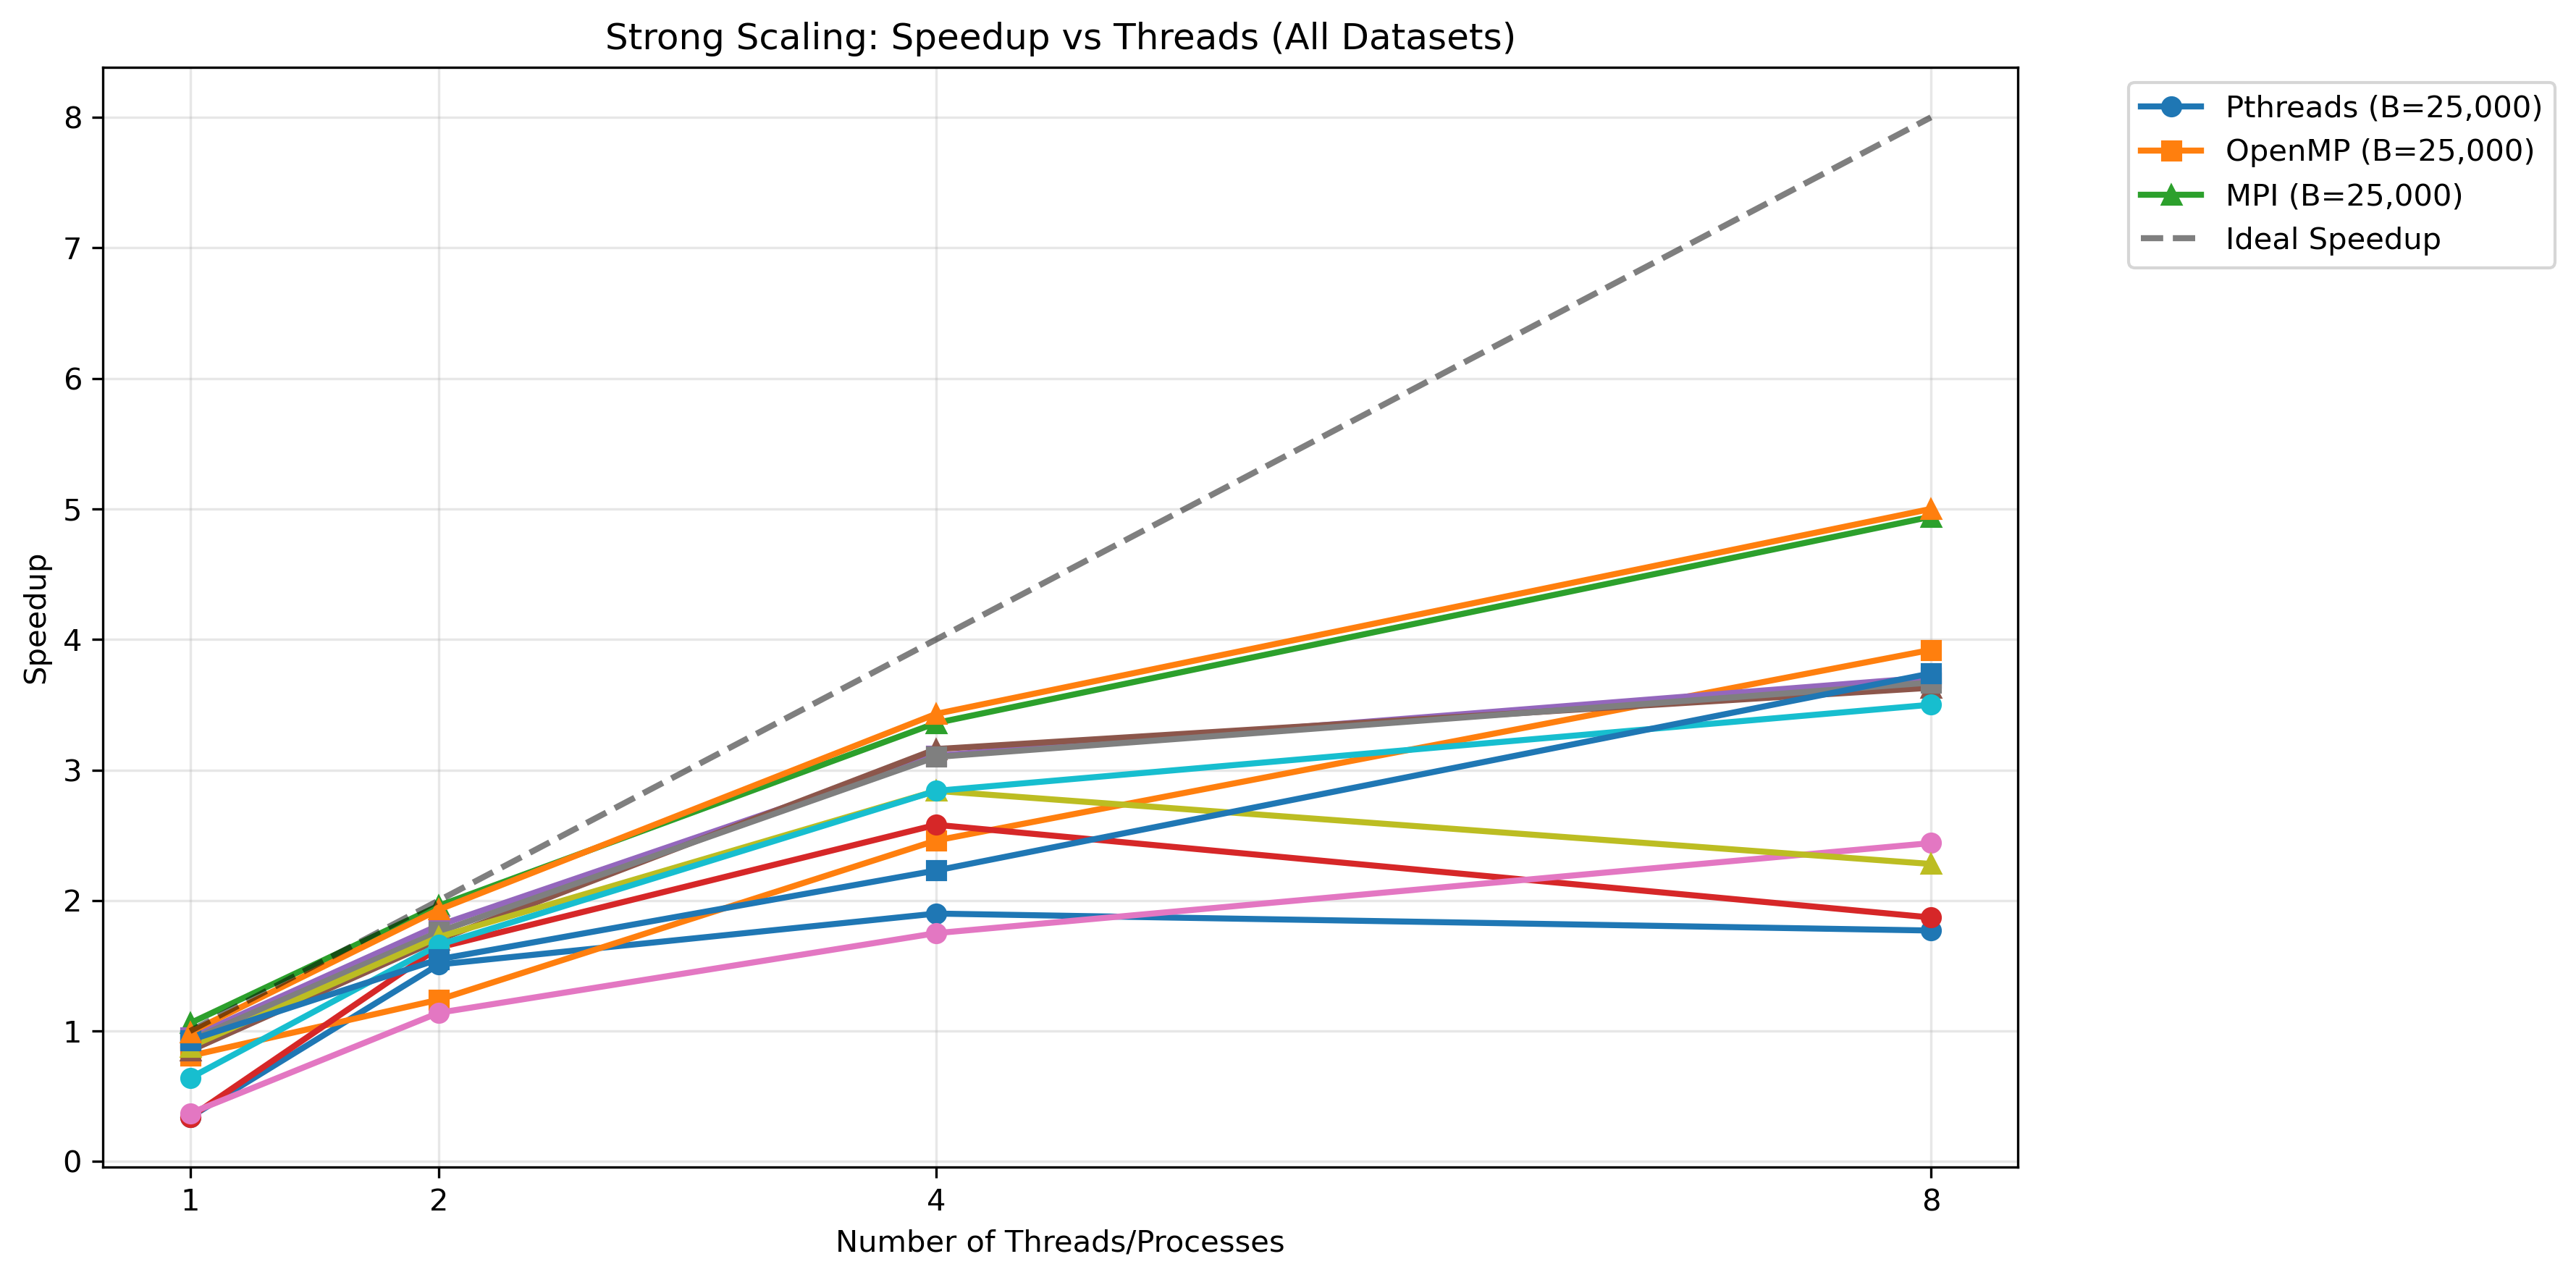 Strong Scaling: Speedup vs Threads (All Datasets)
Pthreads (B=25,000)
OpenMP (B=25,000)
MPI (B=25,000)
Ideal Speedup
8
7
6
5
4
3
2
1
0
Speedup
1 2 4 8
Number of Threads/Processes